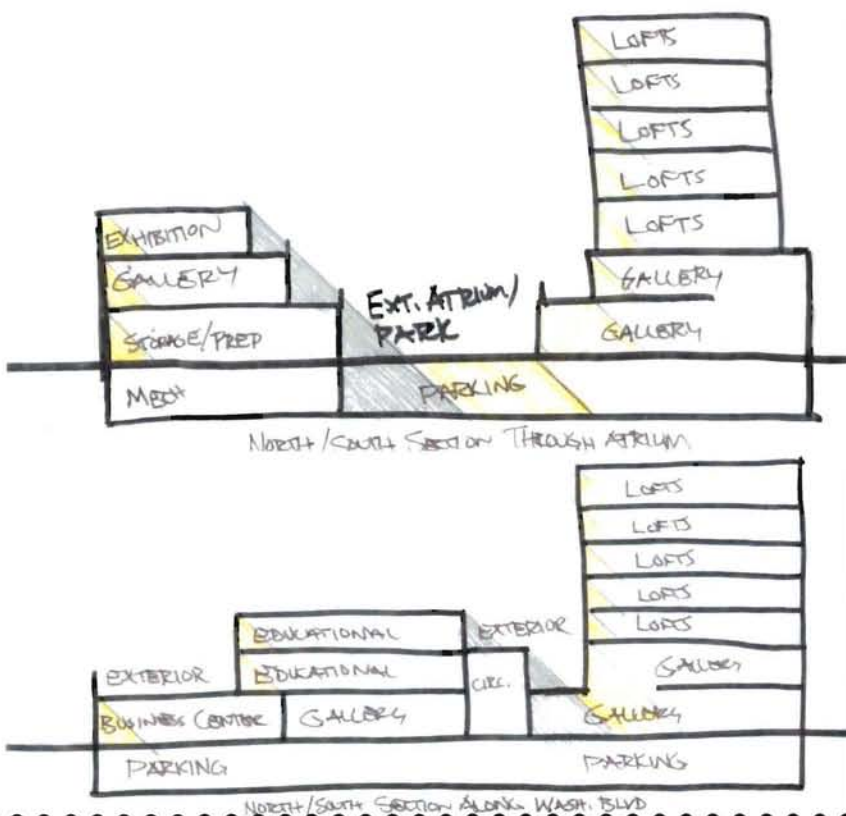 LOFTS
LOFTS
LOFTS
LOFTS
LOFTS
EXHIBITION
GALLERY
GALLERY
EXT. ATRIUM/
PARK
STORAGE/PREP
GALLERY
MECH
PARKING
NORTH/SOUTH SECTION THROUGH ATRIUM
LOFTS
LOFTS
LOFTS
LOFTS
EDUCATIONAL
EXTERIOR
LOFTS
EXTERIOR
EDUCATIONAL
CIRC.
GALLERY
BUSINESS CENTER
GALLERY
GALLERY
PARKING
PARKING
NORTH/SOUTH SECTION ALONG WASH. BLVD